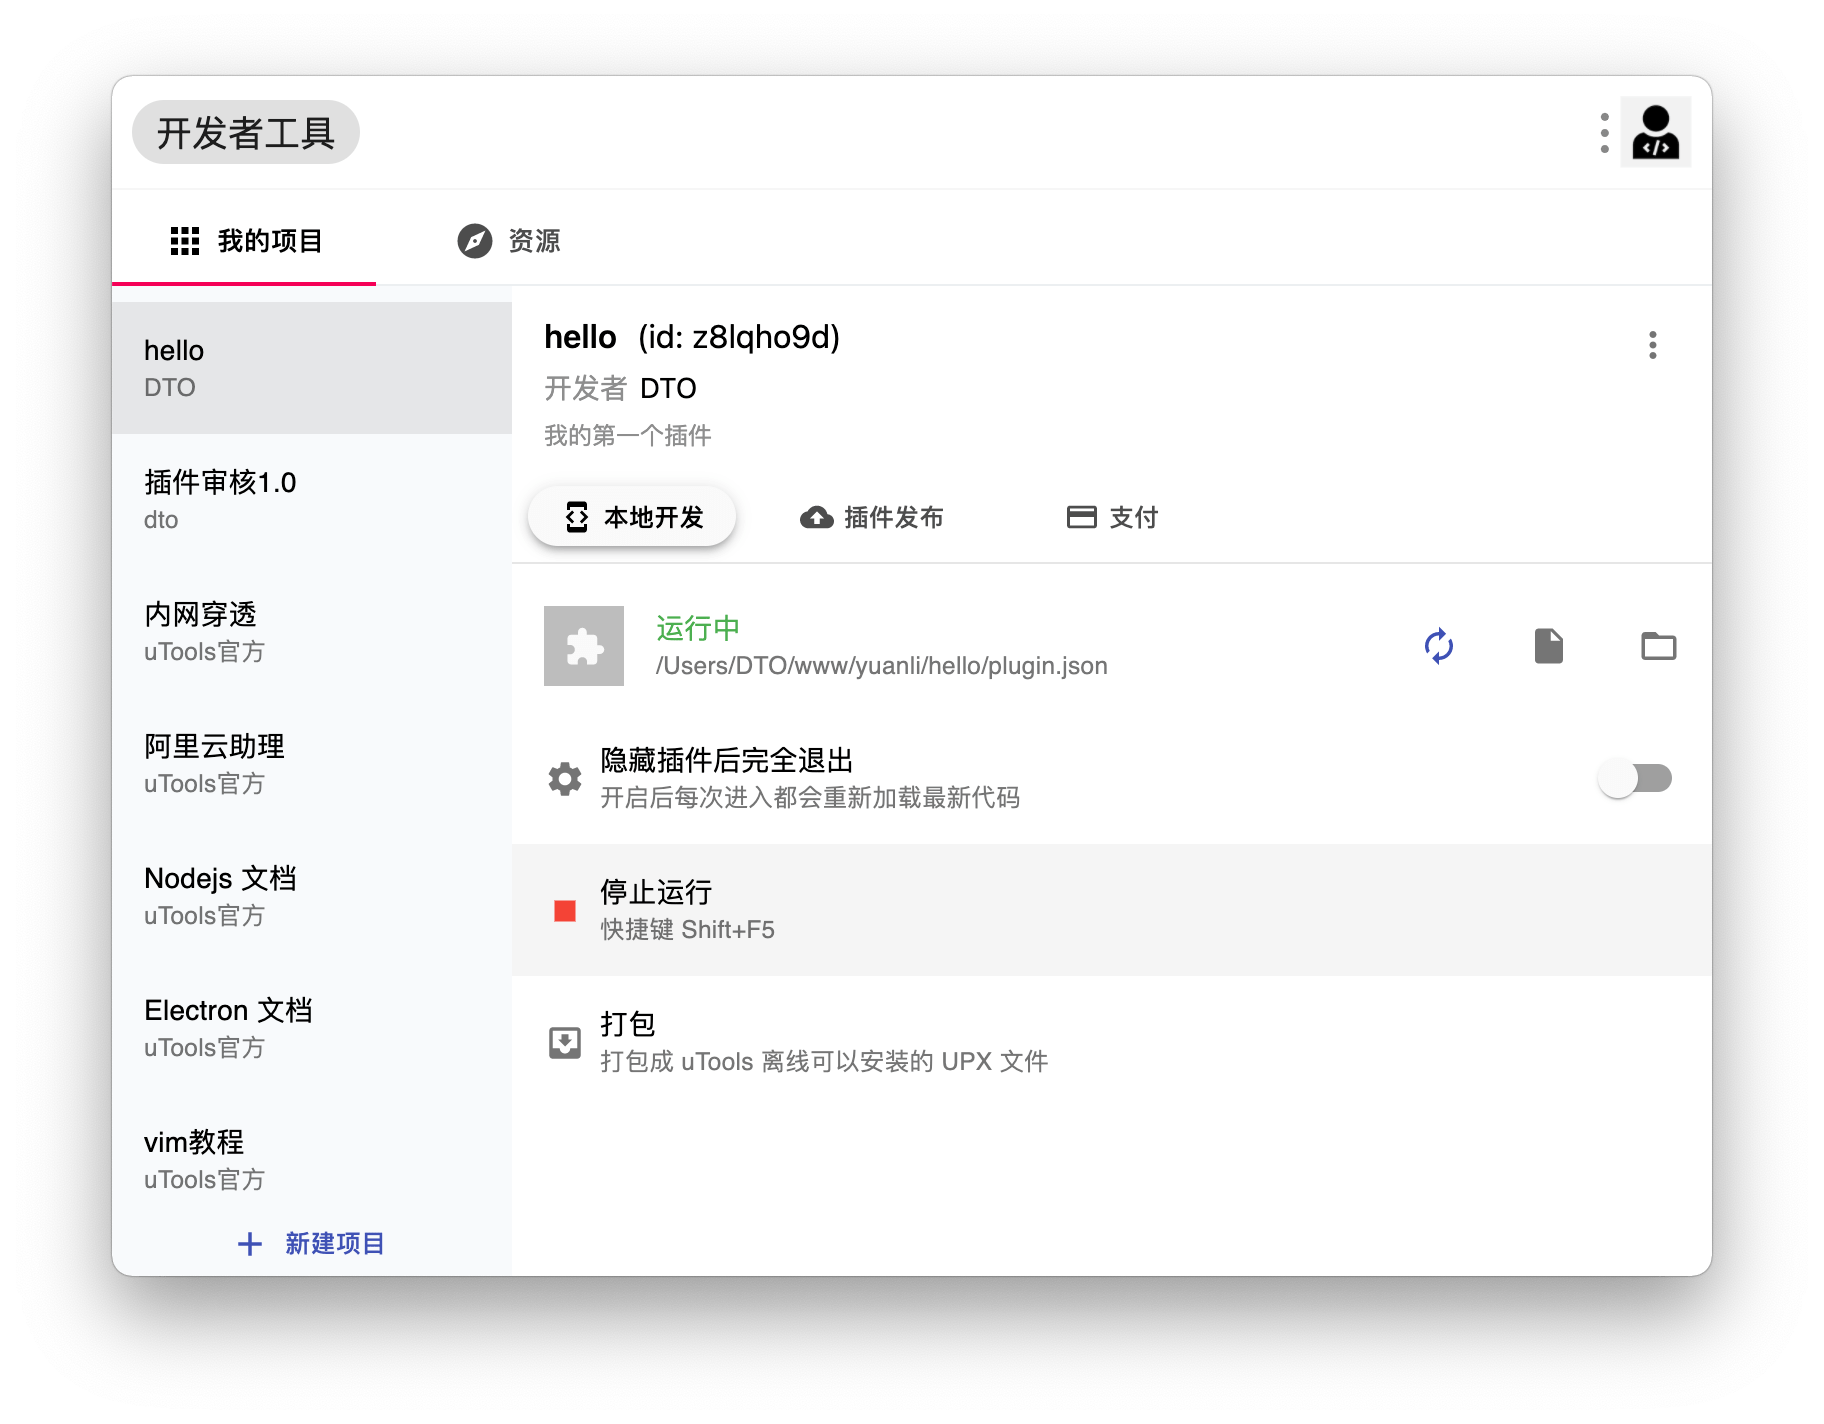 开发者工具
我的项目
资源
hello
DTO
插件审核1.0
dto
内网穿透
uTools官方
阿里云助理
uTools官方
Nodejs 文档
uTools官方
Electron 文档
uTools官方
vim教程
uTools官方
新建项目
hello (id: z8lqho9d)
开发者 DTO
我的第一个插件
本地开发
插件发布
支付
运行中
/Users/DTO/www/yuanli/hello/plugin.json
隐藏插件后完全退出
开启后每次进入都会重新加载最新代码
停止运行
快捷键 Shift+F5
打包
打包成 uTools 离线可以安装的 UPX 文件